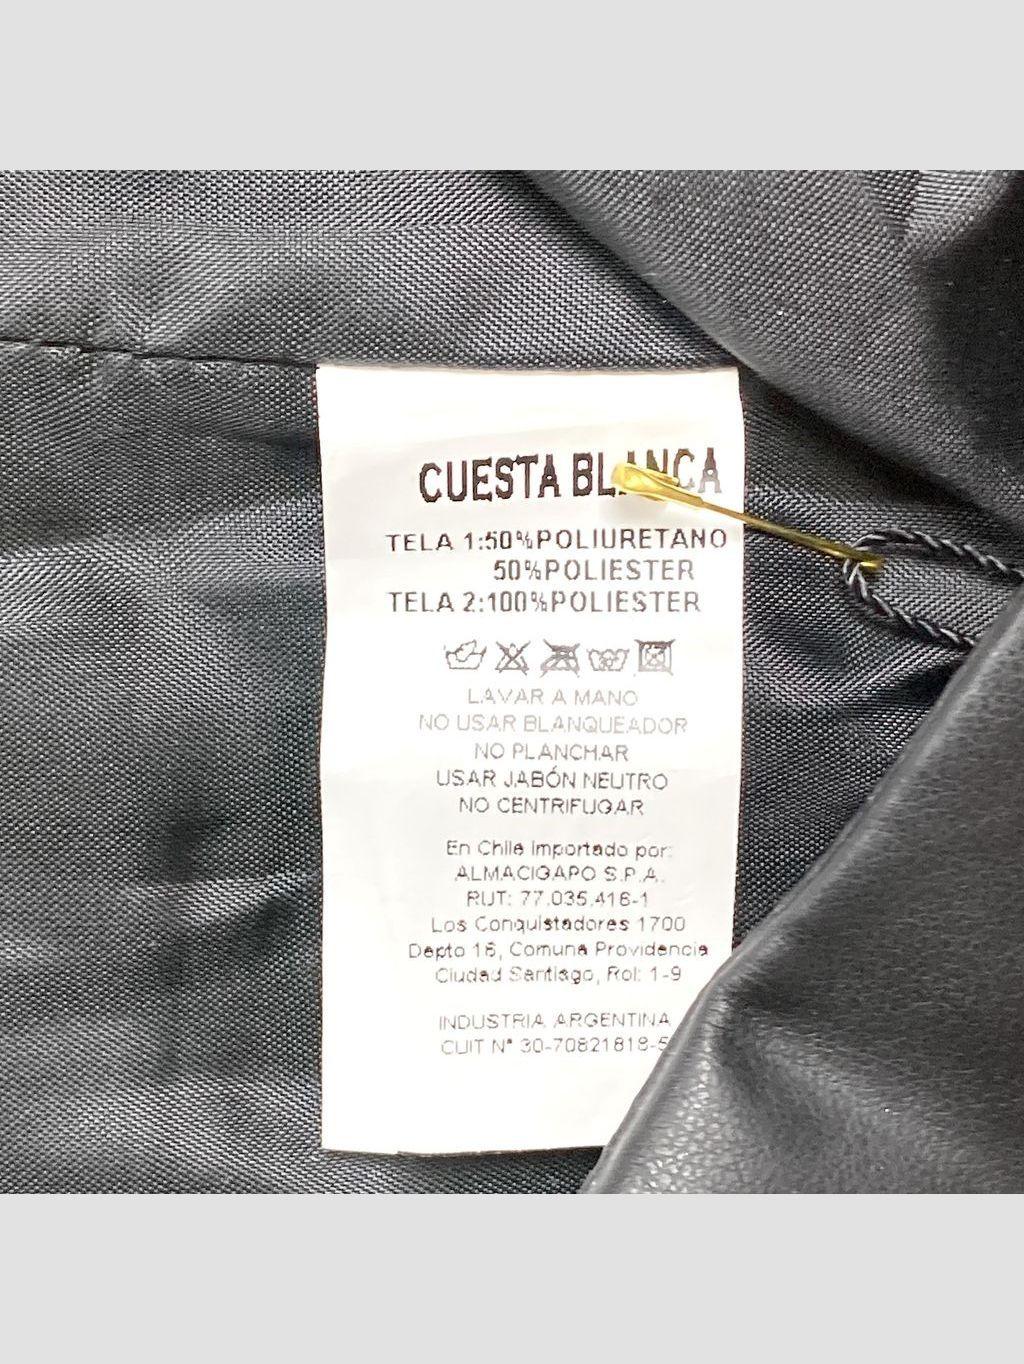 CUESTA BLANCA
TELA 1:50%POLIURETANO
50%POLIESTER
TELA 2:100%POLIESTER
LAVAR A MANO
NO USAR BLANQUEADOR
NO PLANCHAR
USAR JABÓN NEUTRO
NO CENTRIFUGAR
En Chile importado por:
ALMACIGAPO S.P.A.
RUT: 77.035.416-1
Los Conquistadores 1700
Depto 16, Comuna Providencia
Ciudad Santiago, Rol: 1-9
INDUSTRIA ARGENTINA
CUIT N° 30-70821818-5